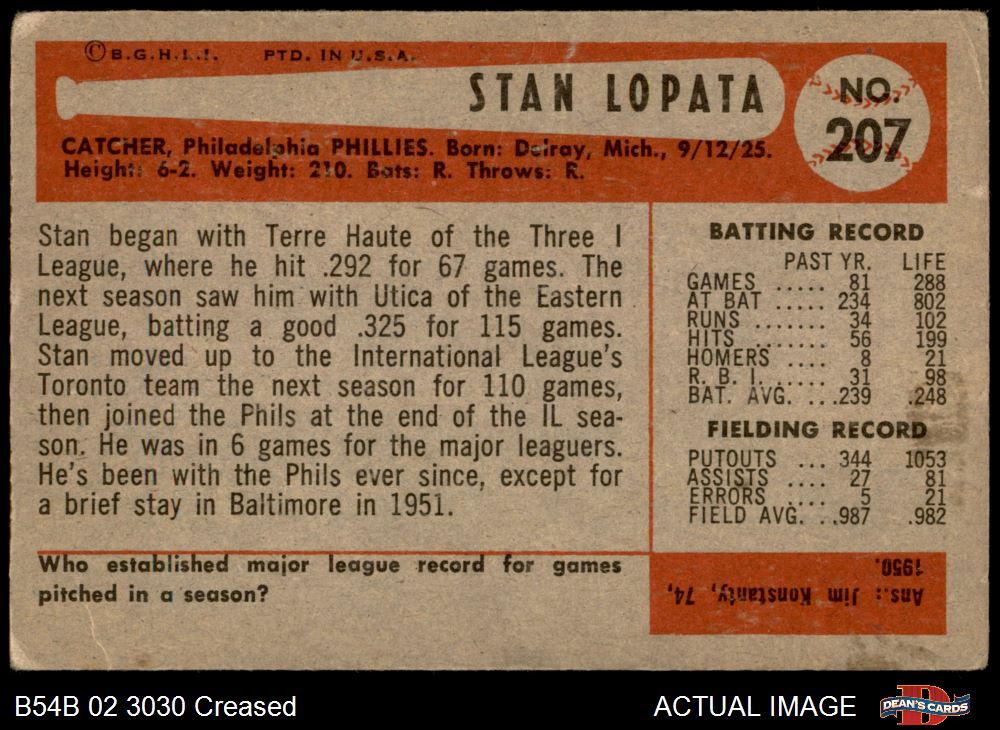 ©B.G.H.L.I. PTD. IN U.S.A.
STAN LOPATA
NO.
207
CATCHER, Philadelphia PHILLIES. Born: Delray, Mich., 9/12/25.
Height: 6-2. Weight: 210. Bats: R. Throws: R.
Stan began with Terre Haute of the Three I
League, where he hit .292 for 67 games. The
next season saw him with Utica of the Eastern
League, batting a good .325 for 115 games.
Stan moved up to the International League's
Toronto team the next season for 110 games,
then joined the Phils at the end of the IL sea-
son. He was in 6 games for the major leaguers.
He's been with the Phils ever since, except for
a brief stay in Baltimore in 1951.
BATTING RECORD
PAST YR. LIFE
GAMES ..... 81 288
AT BAT ..... 234 802
RUNS ....... 34 102
HITS ....... 56 199
HOMERS .... 8 21
R. B. I. ..... 31 98
BAT. AVG. ...239 .248
FIELDING RECORD
PUTOUTS ... 344 1053
ASSISTS .... 27 81
ERRORS .... 5 21
FIELD AVG. ..987 .982
Who established major league record for games
pitched in a season?
Ans.: Jim Konstanty, 74,
1950.
B54B 02 3030 Creased
ACTUAL IMAGE
D
DEAN'S CARDS